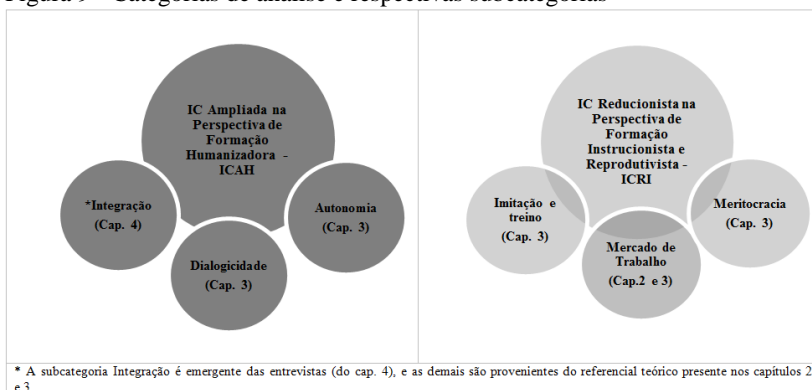 Figura 9 – Categorias de análise e respectivas subcategorias
IC Ampliada na
Perspectiva de
Formação
Humanizadora -
ICAH
*Integração
(Cap. 4)
Dialogicidade
(Cap. 3)
Autonomia
(Cap. 3)
IC Reducionista na
Perspectiva de
Formação
Instrucionista e
Reprodutivista -
ICRI
Imitação e
treino
(Cap. 3)
Mercado de
Trabalho
(Cap.2 e 3)
Meritocracia
(Cap. 3)
* A subcategoria Integração é emergente das entrevistas (do cap. 4), e as demais são provenientes do referencial teórico presente nos capítulos 2
e 3